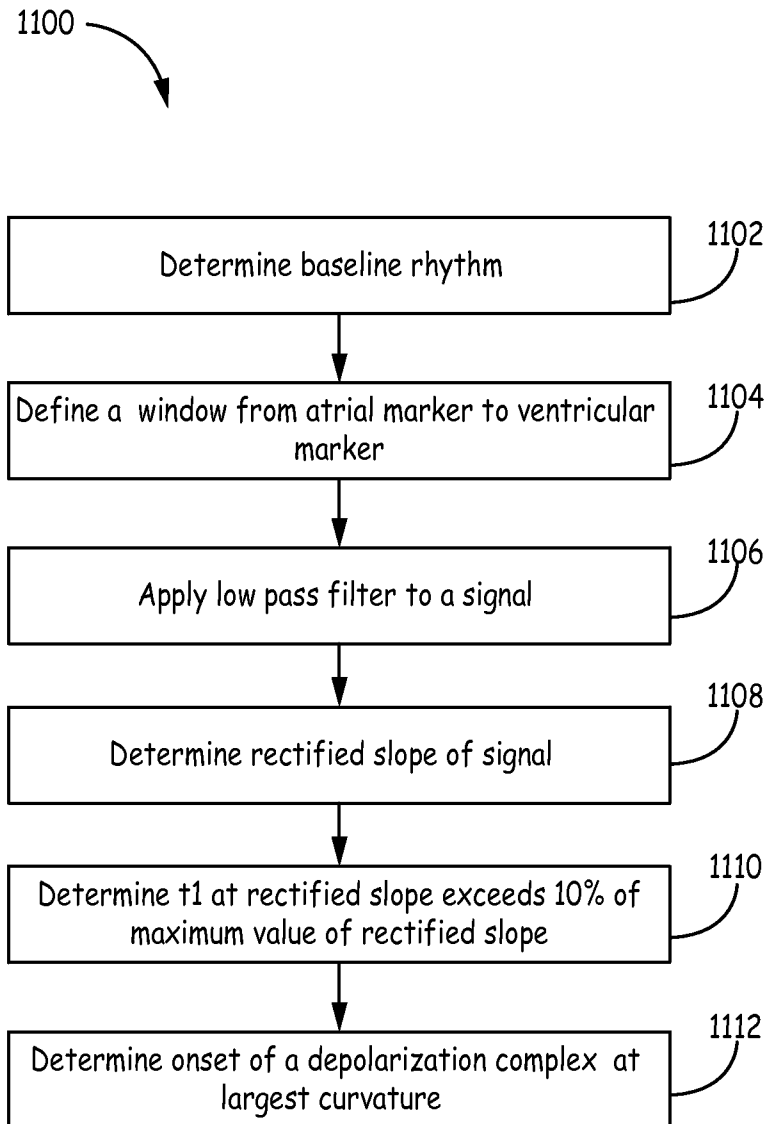 1100
Determine baseline rhythm
1102
Define a window from atrial marker to ventricular
marker
1104
Apply low pass filter to a signal
1106
Determine rectified slope of signal
1108
Determine t1 at rectified slope exceeds 10% of
maximum value of rectified slope
1110
Determine onset of a depolarization complex at
largest curvature
1112